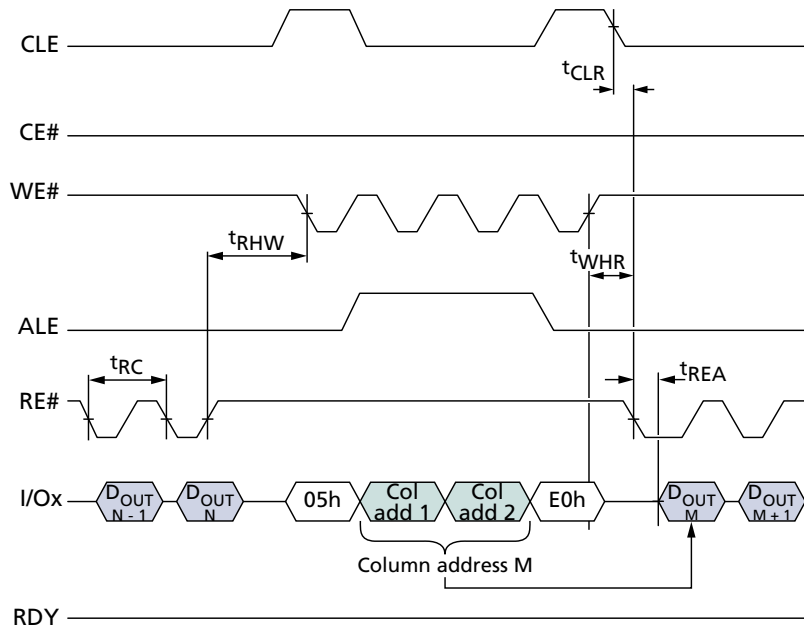 CLE
tCLR
CE#
WE#
tRHW
tWHR
ALE
tRC
tREA
RE#
I/Ox
DOUT
N - 1
DOUT
N
05h
Col
add 1
Col
add 2
E0h
DOUT
M
DOUT
M + 1
Column address M
RDY